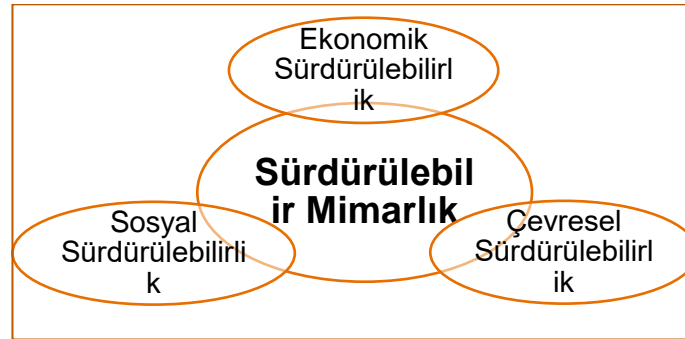 Ekonomik
Sürdürülebilirl
ik
Sürdürülebil
ir Mimarlık
Sosyal
Sürdürülebilirli
k
Çevresel
Sürdürülebilirl
ik